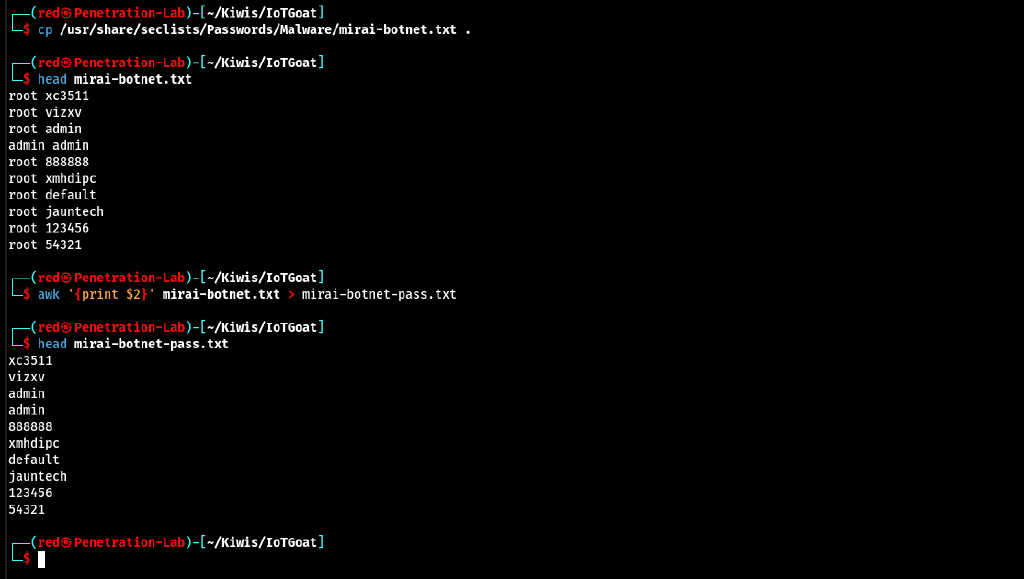 ┌──(red㉿Penetration-Lab)-[~/Kiwis/IoTGoat]
└─$ cp /usr/share/seclists/Passwords/Malware/mirai-botnet.txt .
┌──(red㉿Penetration-Lab)-[~/Kiwis/IoTGoat]
└─$ head mirai-botnet.txt
root xc3511
root vizxv
root admin
admin admin
root 888888
root xmhdipc
root default
root jauntech
root 123456
root 54321
┌──(red㉿Penetration-Lab)-[~/Kiwis/IoTGoat]
└─$ awk '{print $2}' mirai-botnet.txt > mirai-botnet-pass.txt
┌──(red㉿Penetration-Lab)-[~/Kiwis/IoTGoat]
└─$ head mirai-botnet-pass.txt
xc3511
vizxv
admin
admin
888888
xmhdipc
default
jauntech
123456
54321
┌──(red㉿Penetration-Lab)-[~/Kiwis/IoTGoat]
└─$